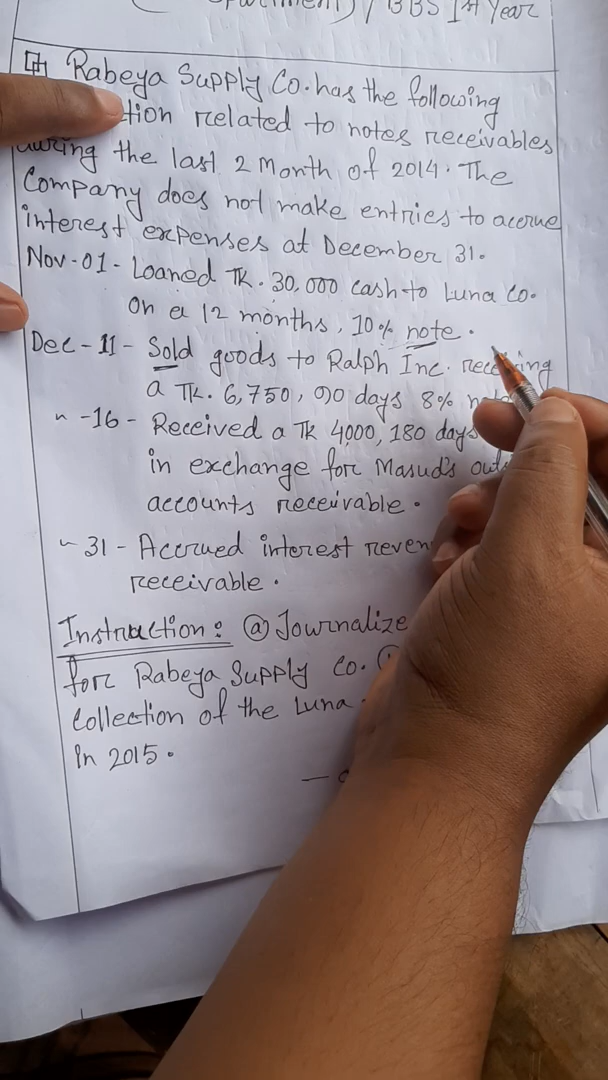 / BBS 1st Year
Rabeya Supply Co. has the following
tion related to notes receivables
during the last 2 Month of 2014. The
Company does not make entries to accrue
interest expenses at December 31.
Nov-01- Loaned TK. 30,000 cash to Luna Co.
On a 12 months, 10% note.
Dec-11- Sold goods to Ralph Inc. receiving
a TK. 6,750, 90 days 8%
" -16- Received a TK 4000, 180 days
in exchange for Masud's
accounts receivable.
" 31- Accrued interest
receivable.
Instruction: @ Journalize
for Rabeya Supply Co.
Collection of the Luna
in 2015.